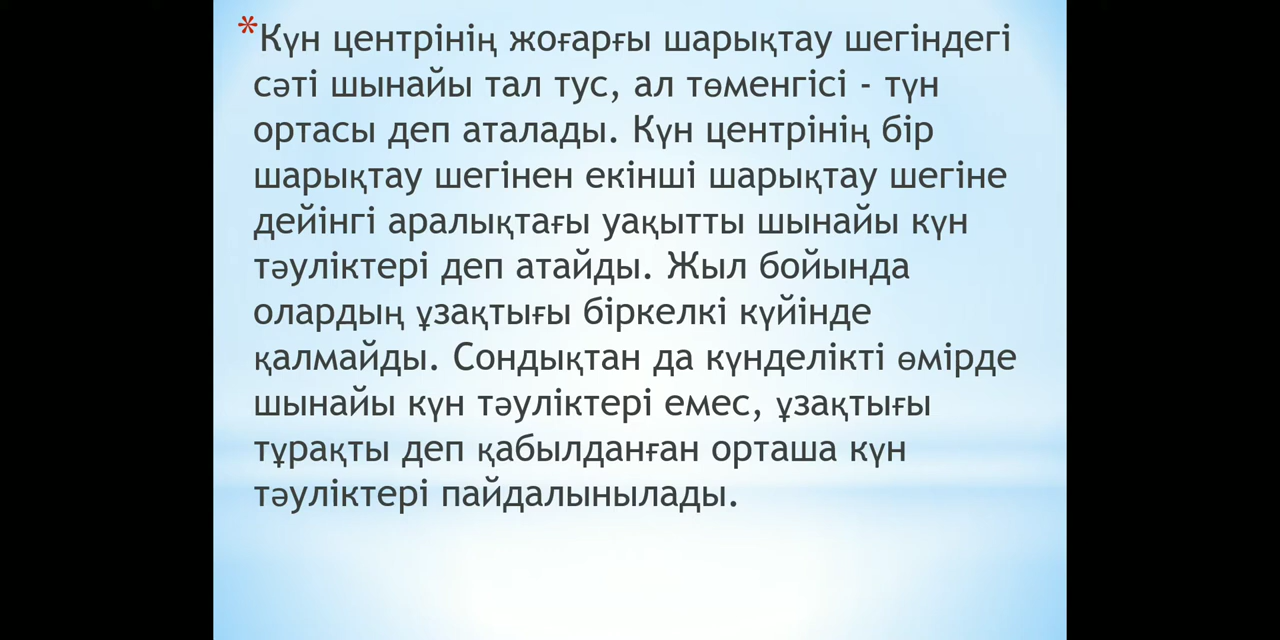 *Күн центрінің жоғарғы шарықтау шегіндегі
сәті шынайы тал тус, ал төменгісі - түн
ортасы деп аталады. Күн центрінің бір
шарықтау шегінен екінші шарықтау шегіне
дейінгі аралықтағы уақытты шынайы күн
тәуліктері деп атайды. Жыл бойында
олардың ұзақтығы біркелкі күйінде
қалмайды. Сондықтан да күнделікті өмірде
шынайы күн тәуліктері емес, ұзақтығы
тұрақты деп қабылданған орташа күн
тәуліктері пайдалынылады.